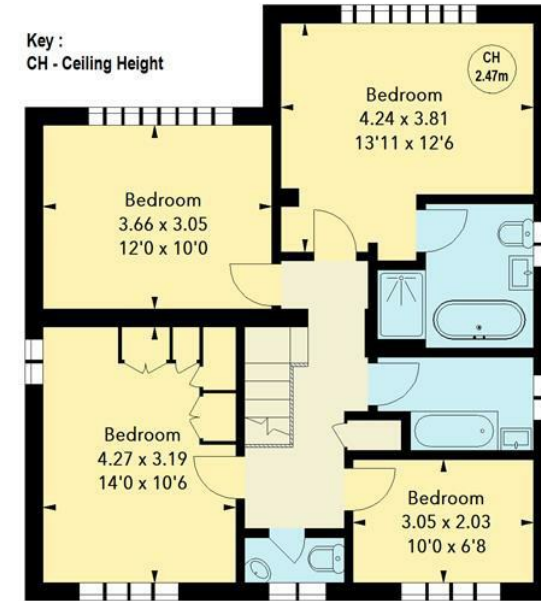 Key :
CH - Ceiling Height
CH
2.47m
Bedroom
4.24 x 3.81
13'11 x 12'6
Bedroom
3.66 x 3.05
12'0 x 10'0
Bedroom
4.27 x 3.19
14'0 x 10'6
Bedroom
3.05 x 2.03
10'0 x 6'8